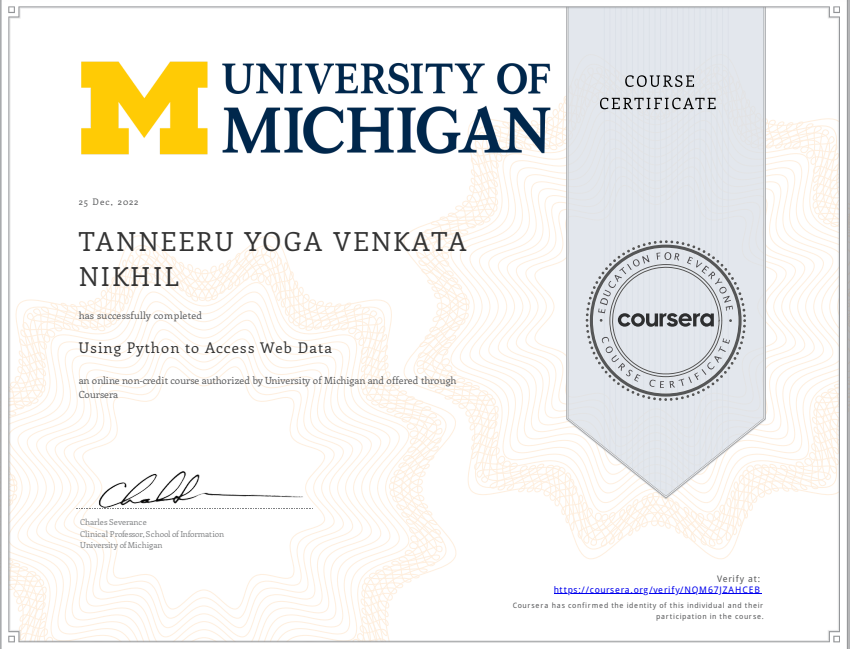 UNIVERSITY OF
MICHIGAN
COURSE
CERTIFICATE
25 Dec, 2022
TANNEERU YOGA VENKATA
NIKHIL
has successfully completed
Using Python to Access Web Data
an online non-credit course authorized by University of Michigan and offered through
Coursera
EDUCATION FOR EVERYONE
coursera
COURSE CERTIFICATE
Charles Severance
Clinical Professor, School of Information
University of Michigan
Verify at:
https://coursera.org/verify/NQM67JZAHCEB
Coursera has confirmed the identity of this individual and their
participation in the course.